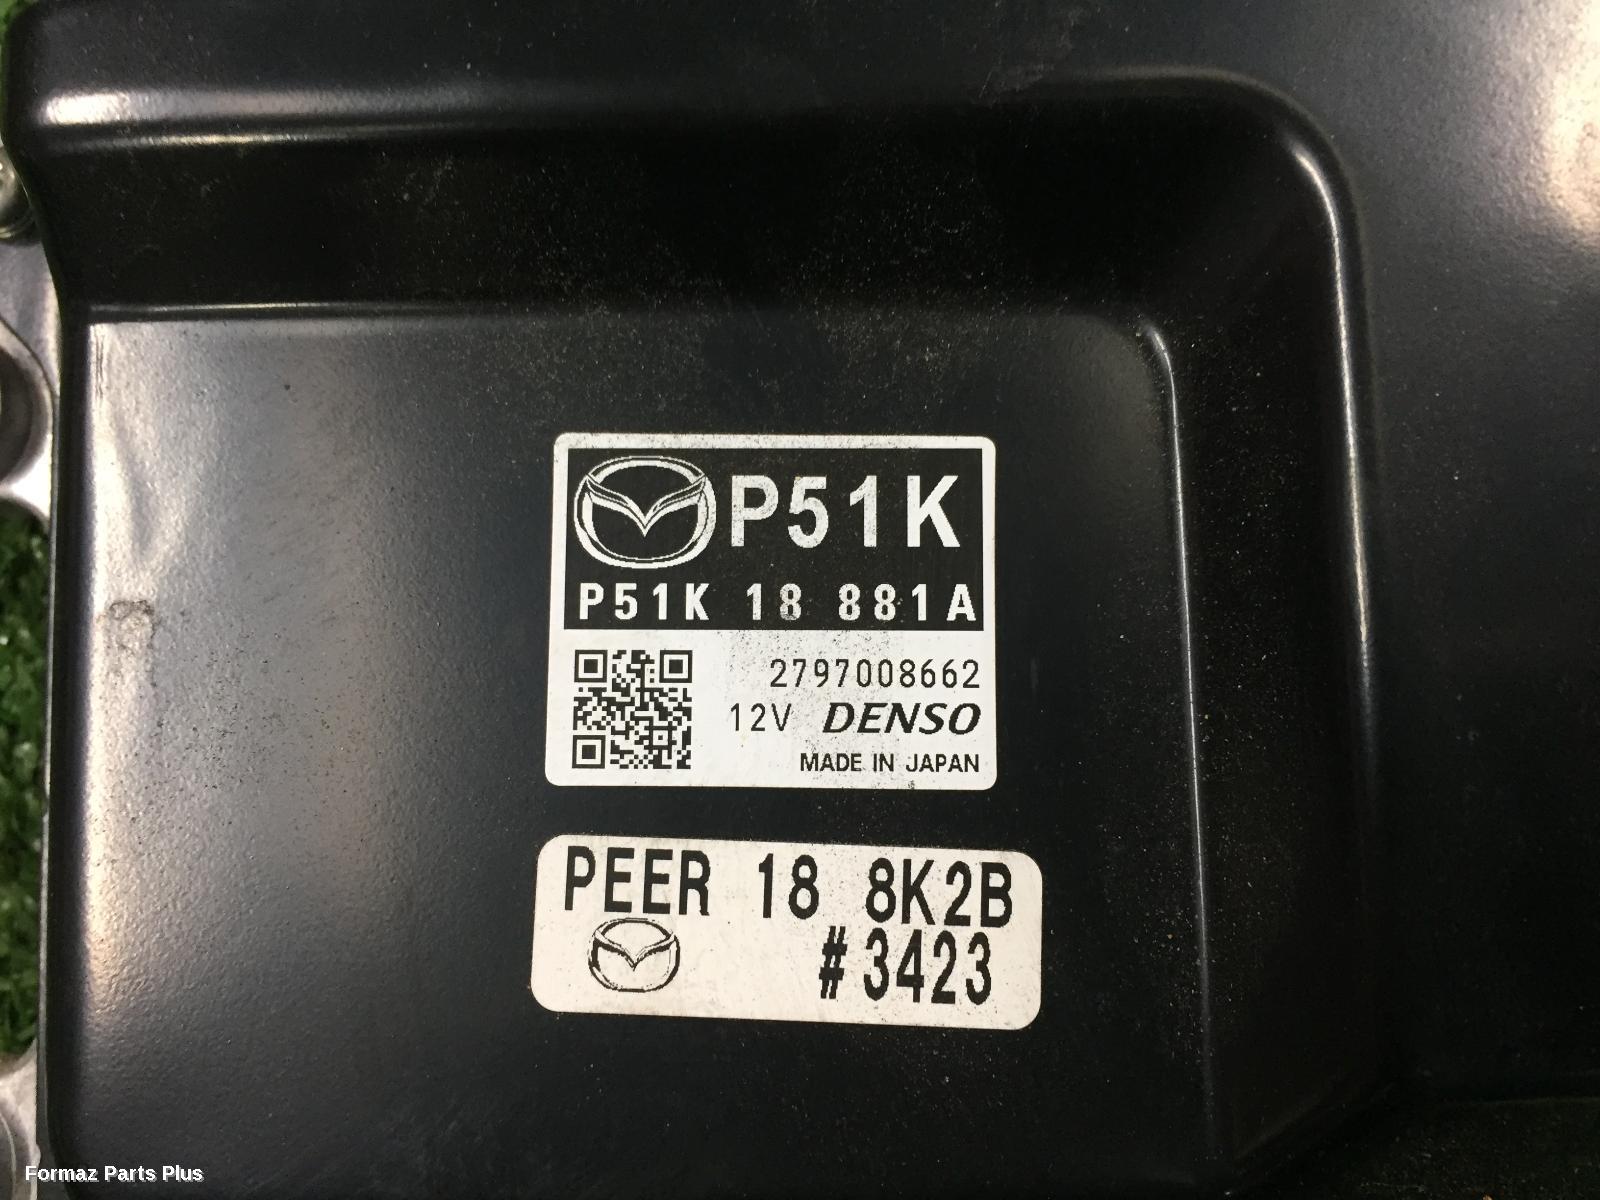 P51K
P51K 18 881A
2797008662
12V DENSO
MADE IN JAPAN
PEER 18 8K2B
#3423
Formaz Parts Plus